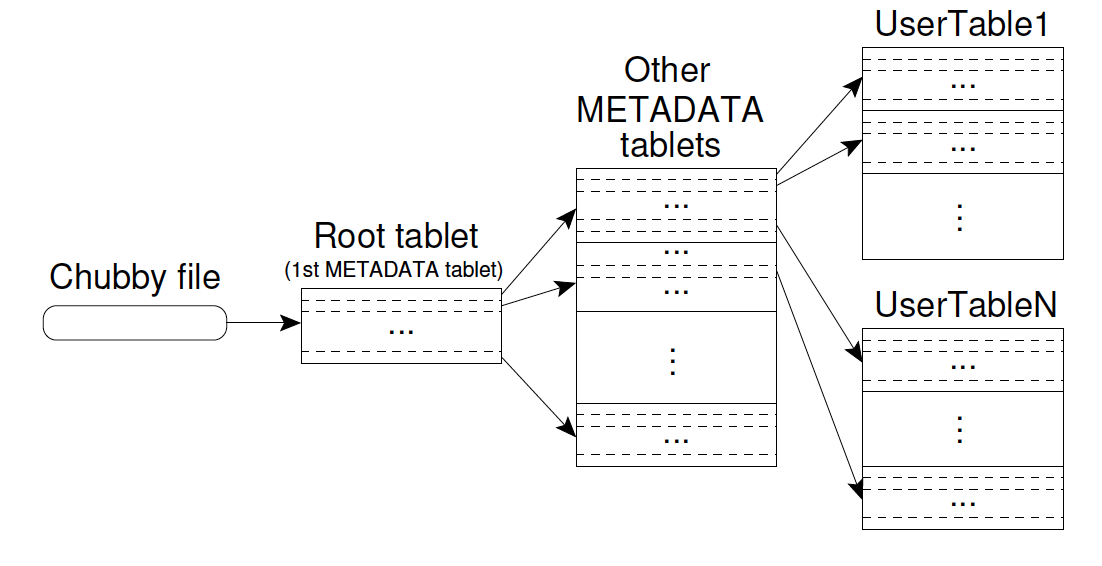 Chubby file
Root tablet
(1st METADATA tablet)
...
Other
METADATA
tablets
...
...
...
⋮
...
UserTable1
...
...
⋮
UserTableN
...
⋮
...